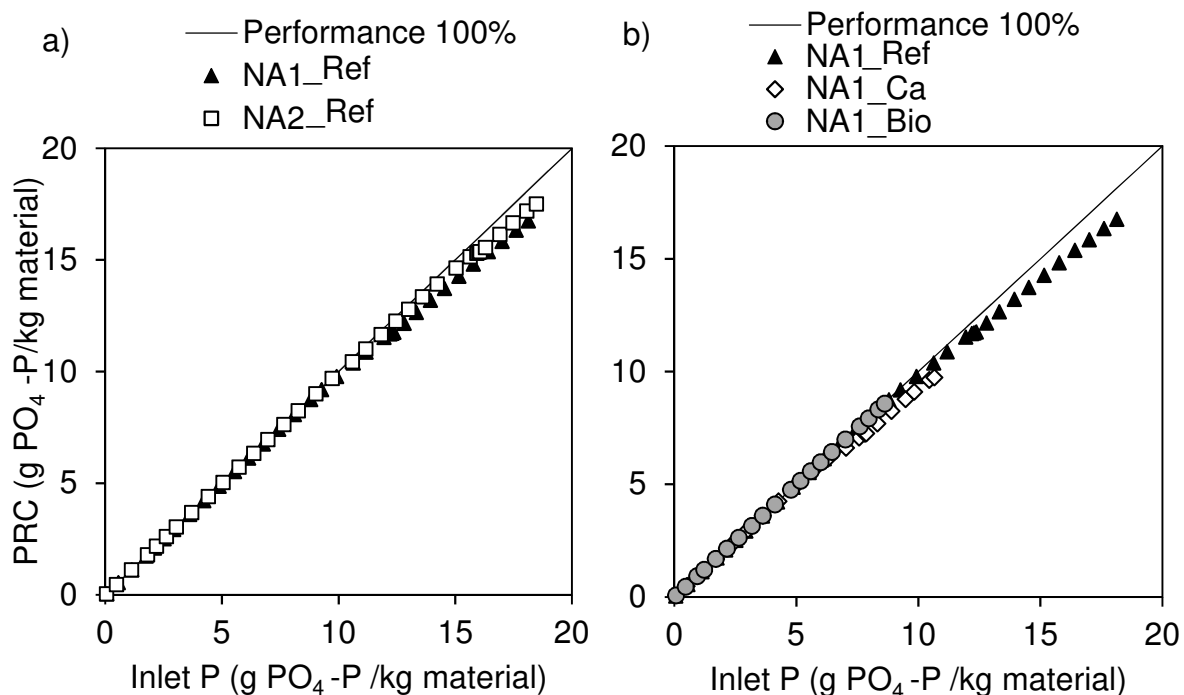 a)
Performance 100%
NA1_Ref
NA2_Ref
20
15
10
5
0
0 5 10 15 20
PRC (g PO4 -P/kg material)
Inlet P (g PO4 -P /kg material)
b)
Performance 100%
NA1_Ref
NA1_Ca
NA1_Bio
20
15
10
5
0
0 5 10 15 20
Inlet P (g PO4 -P /kg material)